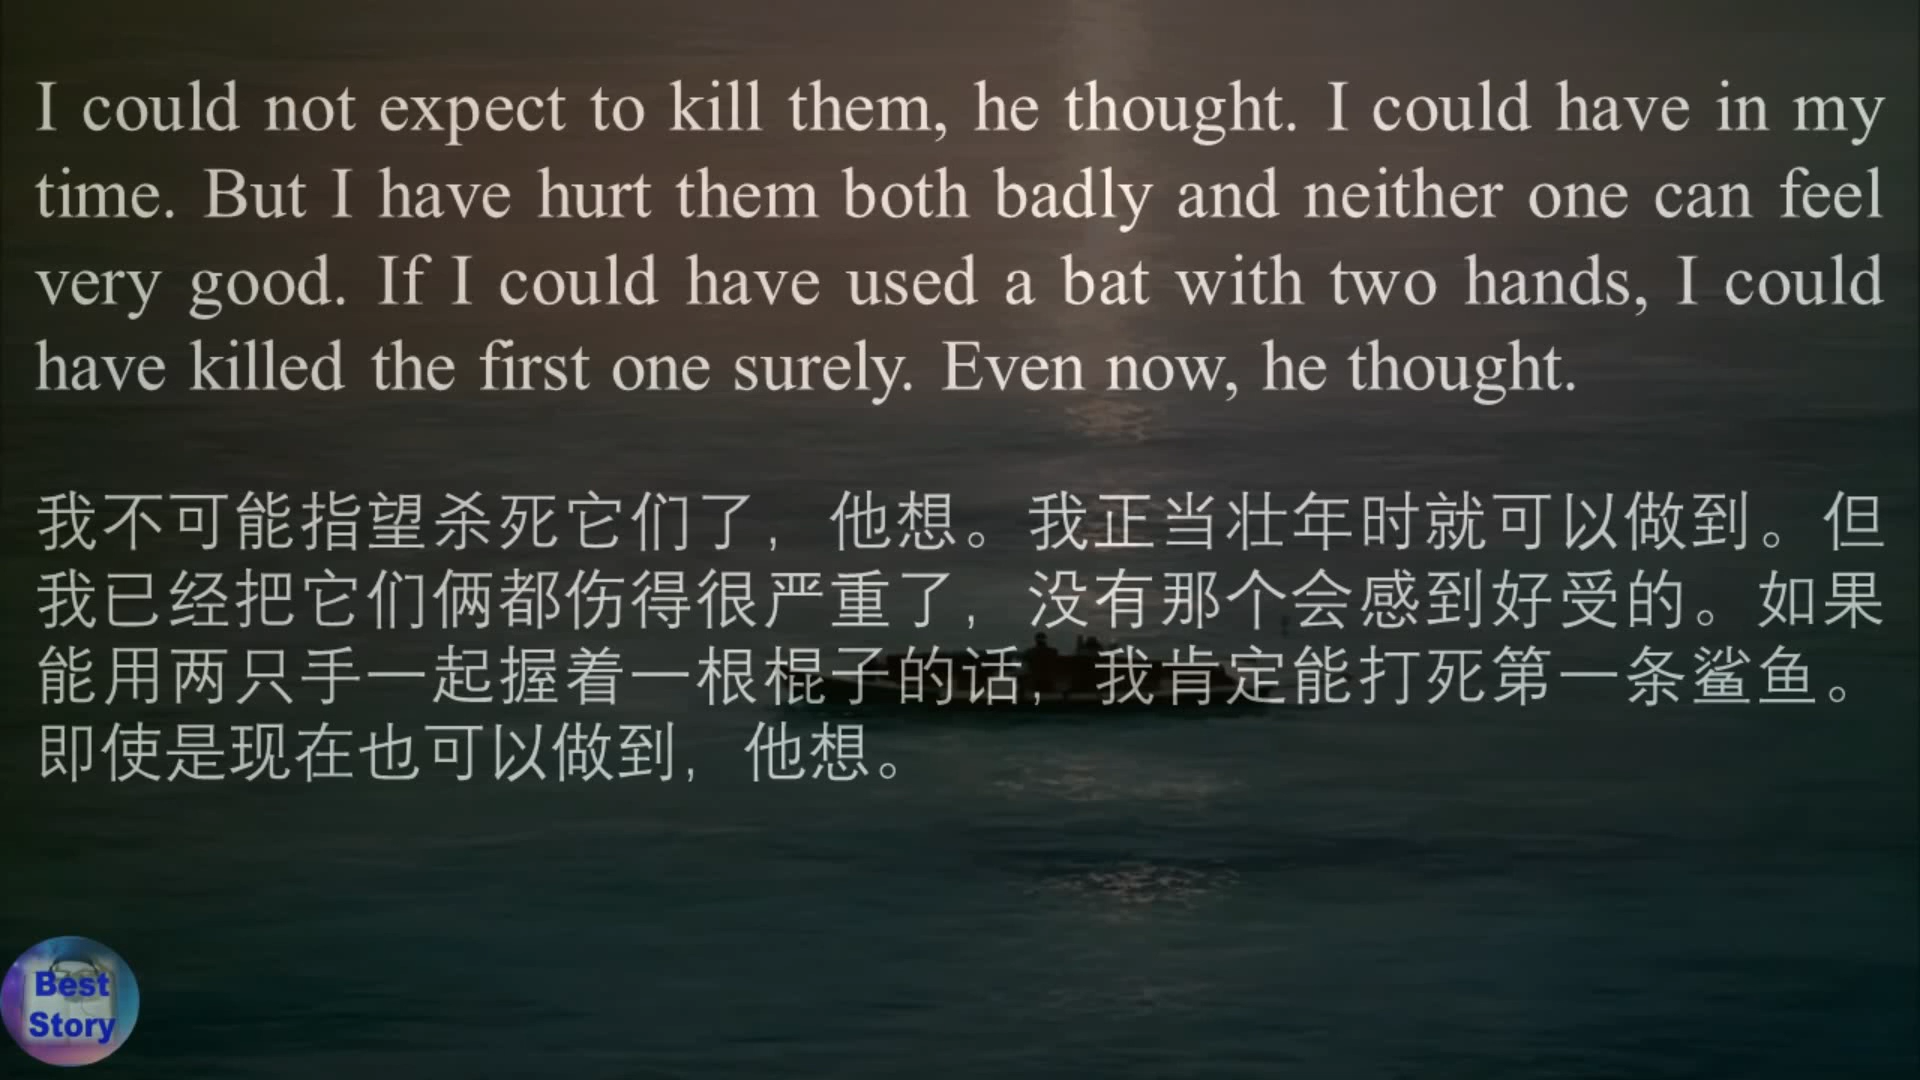 I could not expect to kill them, he thought. I could have in my
time. But I have hurt them both badly and neither one can feel
very good. If I could have used a bat with two hands, I could
have killed the first one surely. Even now, he thought.
我不可能指望杀死它们了，他想。我正当壮年时就可以做到。但
我已经把它们俩都伤得很严重了，没有那个会感到好受的。如果
能用两只手一起握着一根棍子的话，我肯定能打死第一条鲨鱼。
即使是现在也可以做到，他想。
Best
Story